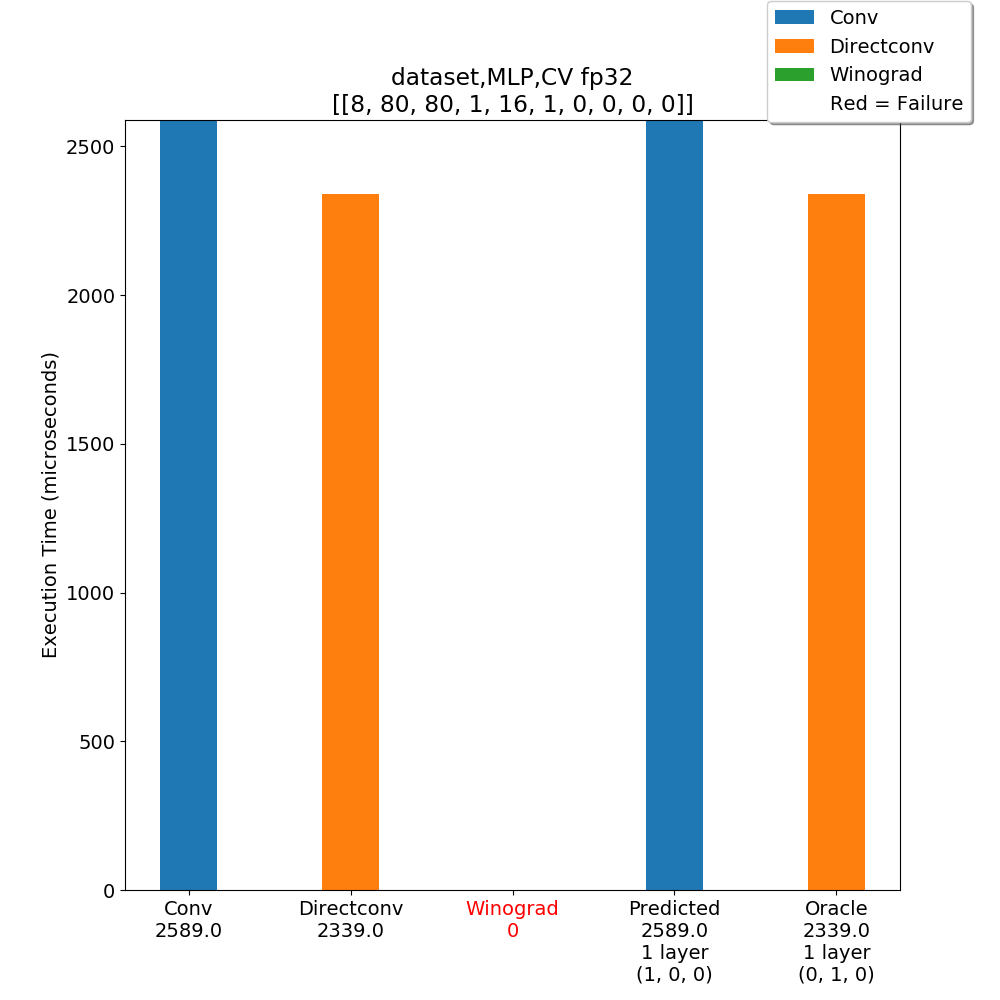 Conv
Directconv
Winograd
Red = Failure
dataset,MLP,CV fp32
[[8, 80, 80, 1, 16, 1, 0, 0, 0, 0]]
Execution Time (microseconds)
2500
2000
1500
1000
500
0
Conv
2589.0
Directconv
2339.0
Winograd
0
Predicted
2589.0
1 layer
(1, 0, 0)
Oracle
2339.0
1 layer
(0, 1, 0)